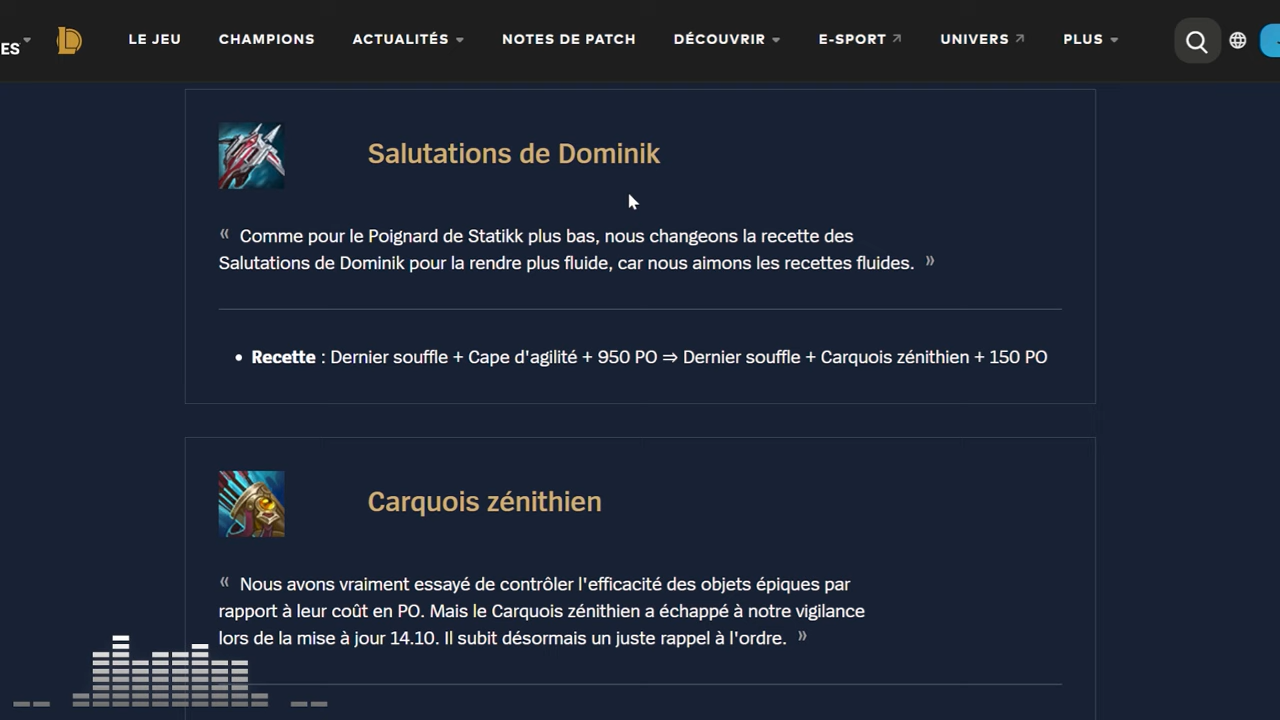 ES
LE JEU CHAMPIONS ACTUALITÉS NOTES DE PATCH DÉCOUVRIR E-SPORT UNIVERS PLUS
Salutations de Dominik
« Comme pour le Poignard de Statikk plus bas, nous changeons la recette des
Salutations de Dominik pour la rendre plus fluide, car nous aimons les recettes fluides. »
• Recette : Dernier souffle + Cape d'agilité + 950 PO ⇒ Dernier souffle + Carquois zénithien + 150 PO
Carquois zénithien
« Nous avons vraiment essayé de contrôler l'efficacité des objets épiques par
rapport à leur coût en PO. Mais le Carquois zénithien a échappé à notre vigilance
lors de la mise à jour 14.10. Il subit désormais un juste rappel à l'ordre. »